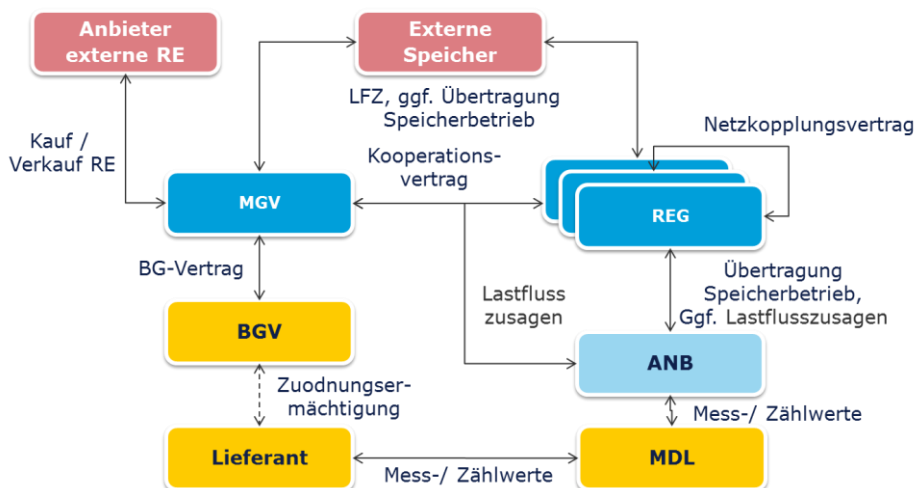 Anbieter
externe RE
Externe
Speicher
LFZ, ggf. Übertragung
Speicherbetrieb
Netzkopplungsvertrag
Kauf /
Verkauf RE
Kooperations-
vertrag
MGV
REG
BG-Vertrag
Lastfluss
zusagen
Übertragung
Speicherbetrieb,
Ggf. Lastflusszusagen
BGV
ANB
Zuodnungser-
mächtigung
Mess-/ Zählwerte
Lieferant
Mess-/ Zählwerte
MDL